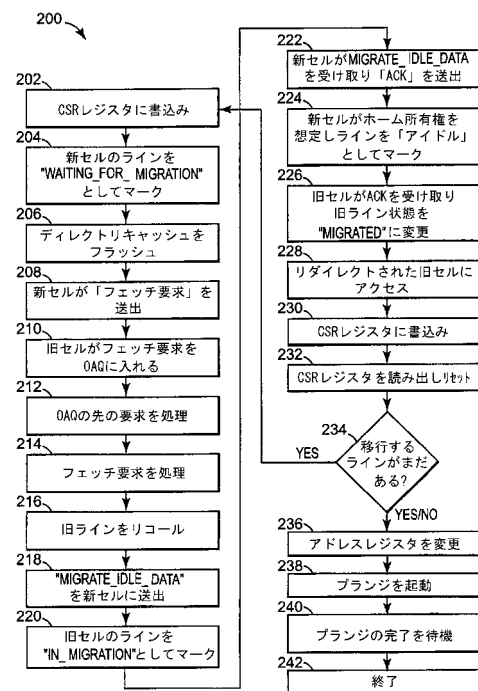 200
202
CSRレジスタに書込み
204
新セルのラインを
"WAITING_FOR_ MIGRATION"
としてマーク
206
ディレクトリキャッシュを
フラッシュ
208
新セルが「フェッチ要求」を
送出
210
旧セルがフェッチ要求を
OAQに入れる
212
OAQの先の要求を処理
214
フェッチ要求を処理
216
旧ラインをリコール
218
"MIGRATE_IDLE_DATA"
を新セルに送出
220
旧セルのラインを
"IN_ MIGRATION"としてマーク
222
新セルがMIGRATE_IDLE_DATA
を受け取り「ACK」を送出
224
新セルがホーム所有権を
想定しラインを「アイドル」
としてマーク
226
旧セルがACKを受け取り
旧ライン状態を
"MIGRATED"に変更
228
リダイレクトされた旧セルに
アクセス
230
CSRレジスタに書込み
232
CSRレジスタを読み出しリセット
234
移行する
ラインがまだ
ある?
YES
YES/NO
236
アドレスレジスタを変更
238
プランジを起動
240
プランジの完了を待機
242
終了